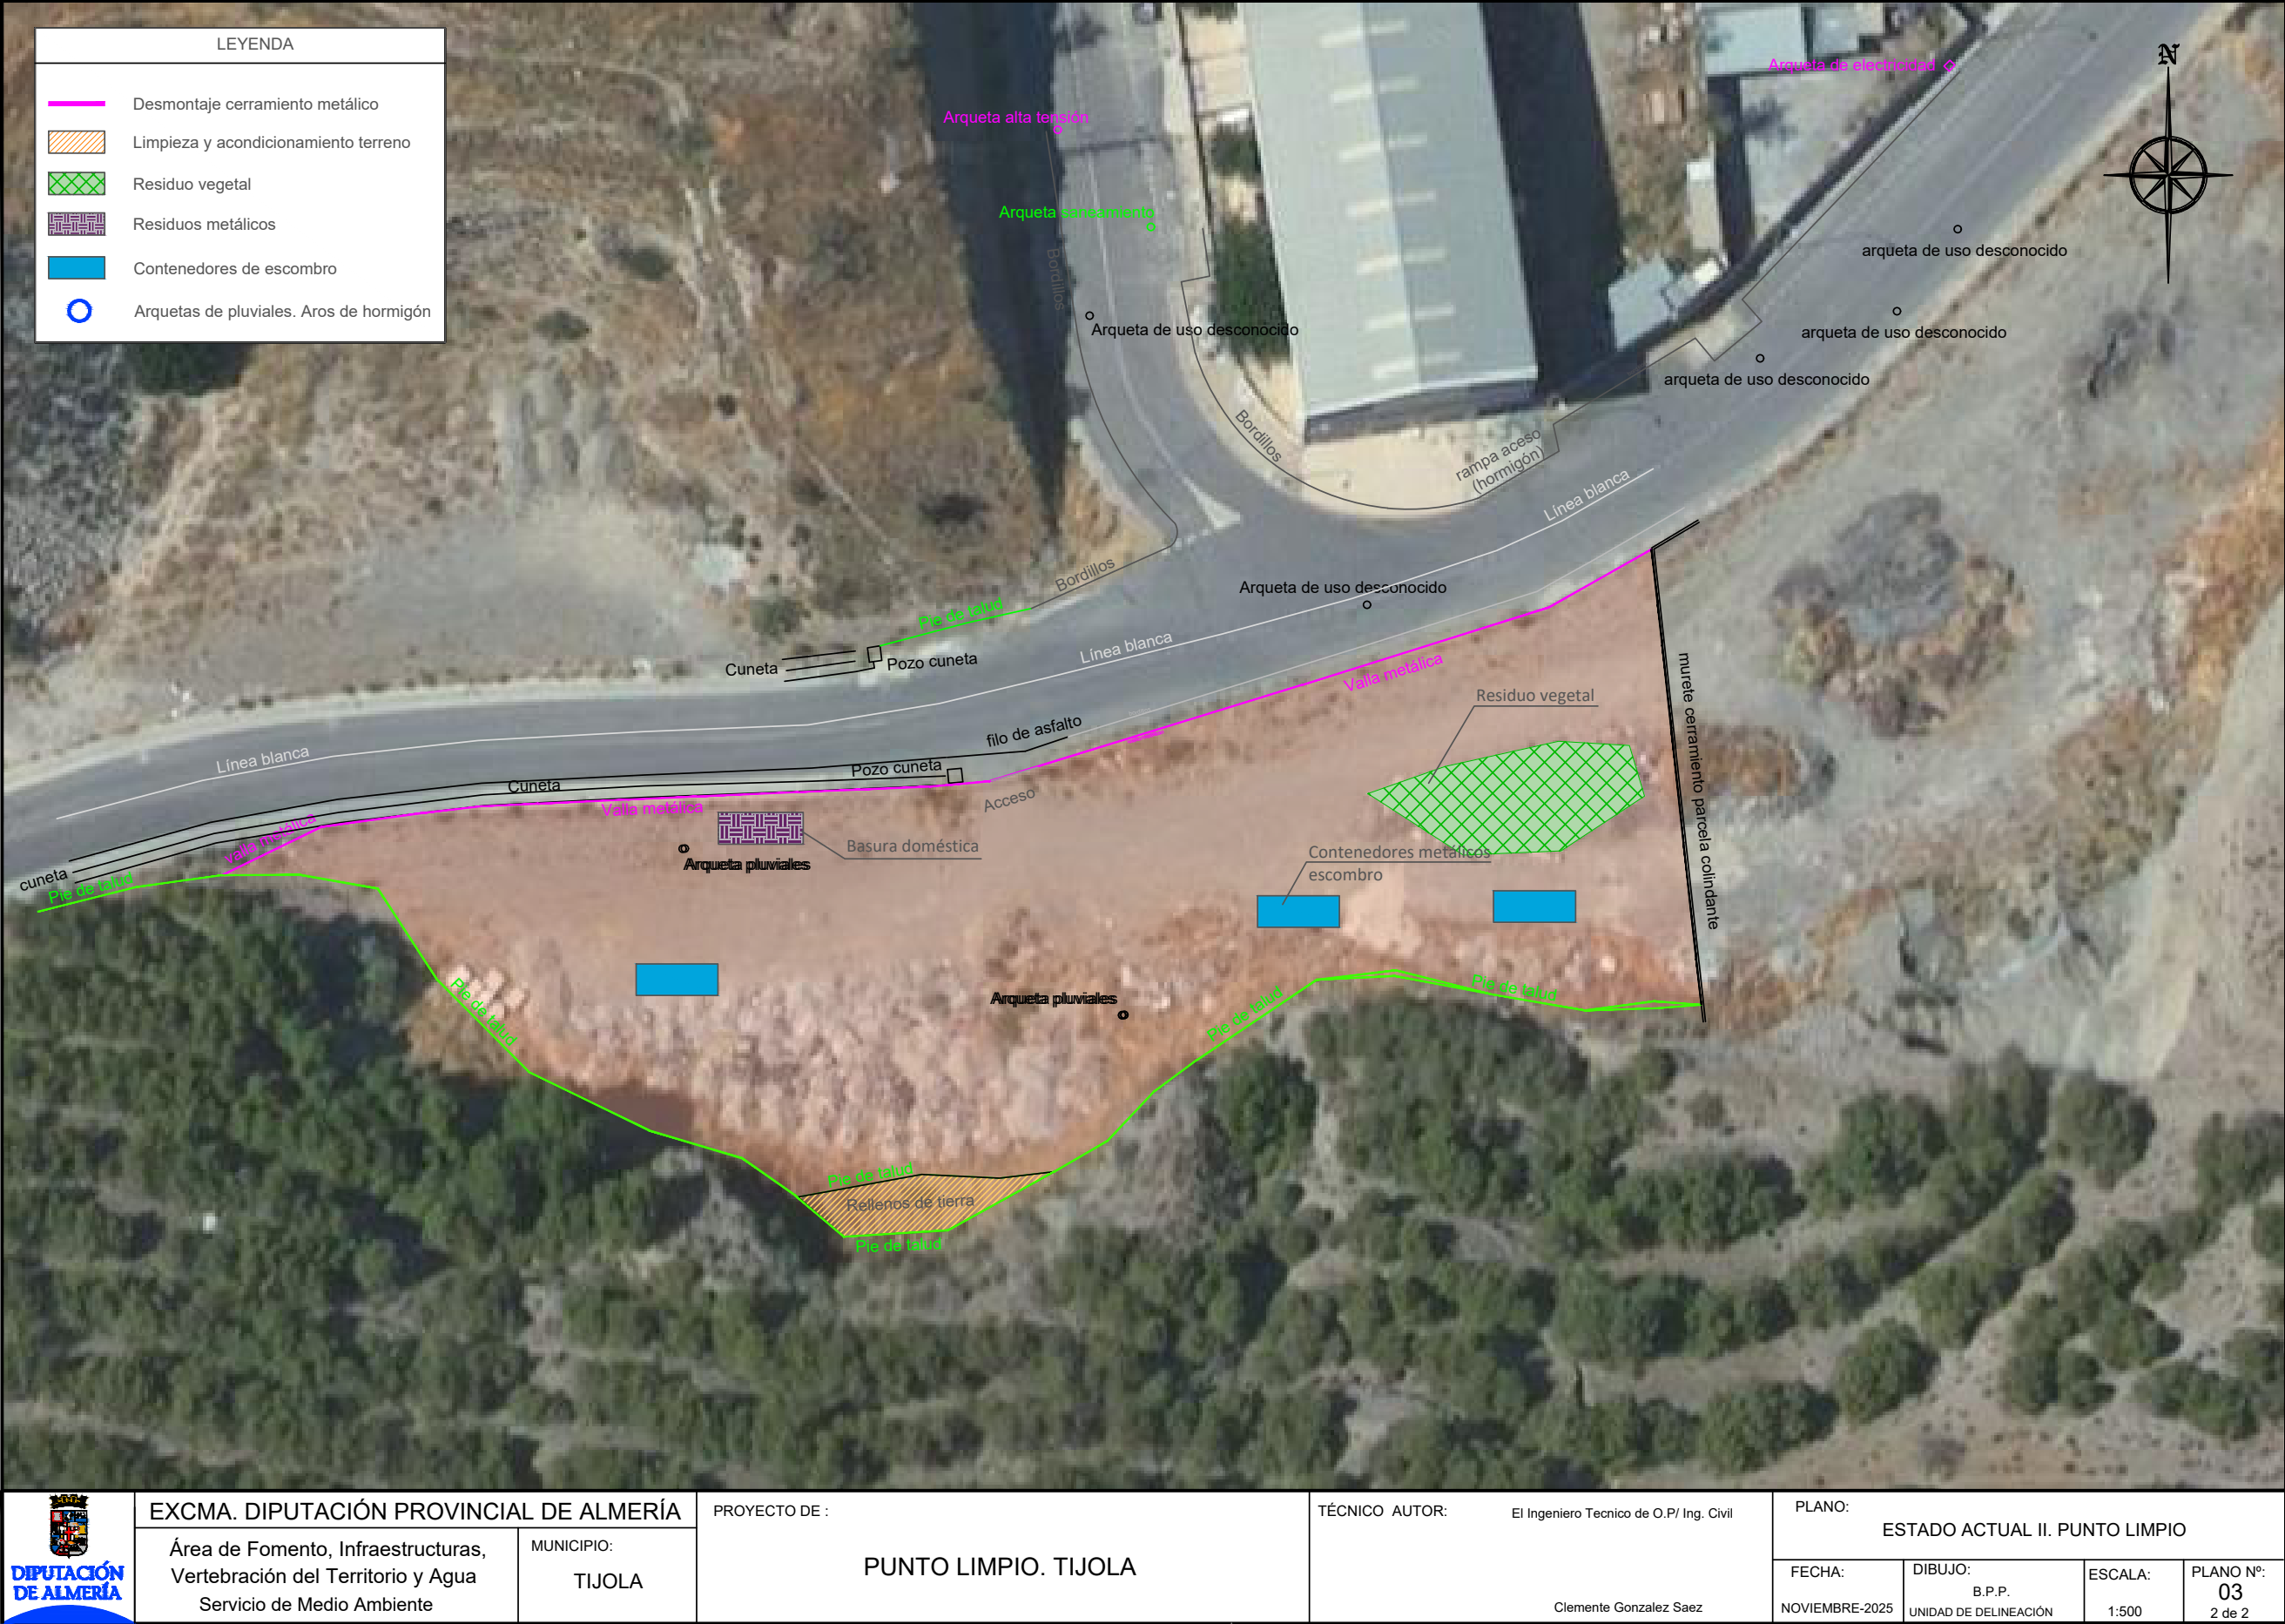 LEYENDA
Desmontaje cerramiento metálico
Limpieza y acondicionamiento terreno
Residuo vegetal
Residuos metálicos
Contenedores de escombro
Arquetas de pluviales. Aros de hormigón
N
Arqueta de electricidad
Arqueta alta tensión
Arqueta saneamiento
Bordillos
arqueta de uso desconocido
Arqueta de uso desconocido
arqueta de uso desconocido
arqueta de uso desconocido
Bordillos
rampa aceso
(hormigón)
Línea blanca
Bordillos
Arqueta de uso desconocido
Pie de talud
Cuneta
Pozo cuneta
Línea blanca
Valla metálica
murete cerramiento parcela colindante
Residuo vegetal
filo de asfalto
Línea blanca
Pozo cuneta
Cuneta
Acceso
Valla metálica
valla metálica
Basura doméstica
Arqueta pluviales
Contenedores metálicos
escombro
cuneta
Pie de talud
Pie de talud
Arqueta pluviales
Pie de talud
Pie de talud
Pie de talud
Rellenos de tierra
Pie de talud
DIPUTACIÓN
DE ALMERÍA
EXCMA. DIPUTACIÓN PROVINCIAL DE ALMERÍA
Área de Fomento, Infraestructuras,
Vertebración del Territorio y Agua
Servicio de Medio Ambiente
MUNICIPIO:
TIJOLA
PROYECTO DE :
PUNTO LIMPIO. TIJOLA
TÉCNICO AUTOR:
El Ingeniero Tecnico de O.P/ Ing. Civil
Clemente Gonzalez Saez
PLANO:
ESTADO ACTUAL II. PUNTO LIMPIO
FECHA:
NOVIEMBRE-2025
DIBUJO:
B.P.P.
UNIDAD DE DELINEACIÓN
ESCALA:
1:500
PLANO Nº:
03
2 de 2